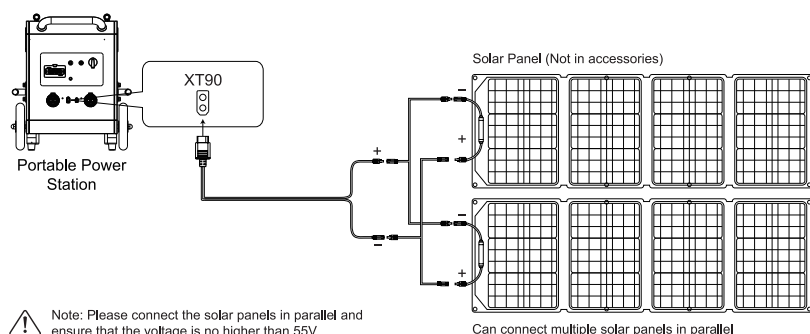 Solar Panel (Not in accessories)
XT90
Portable Power
Station
+
−
−
+
−
+
Note: Please connect the solar panels in parallel and
ensure that the voltage is no higher than 55V
Can connect multiple solar panels in parallel